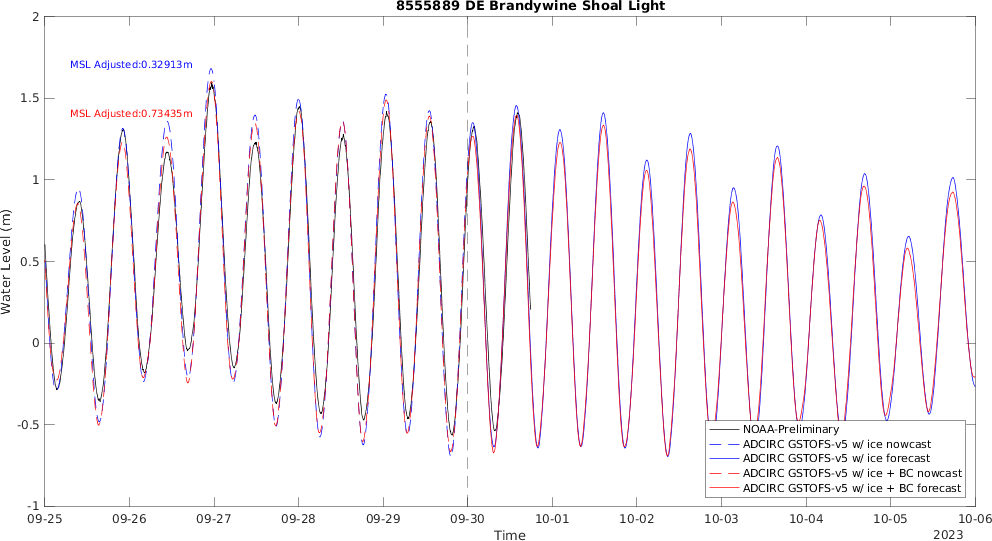 8555889 DE Brandywine Shoal Light
MSL Adjusted:0.32913m
MSL Adjusted:0.73435m
2
1.5
1
0.5
0
-0.5
-1
Water Level (m)
NOAA-Preliminary
ADCIRC GSTOFS-v5 w/ ice nowcast
ADCIRC GSTOFS-v5 w/ ice forecast
ADCIRC GSTOFS-v5 w/ ice + BC nowcast
ADCIRC GSTOFS-v5 w/ ice + BC forecast
09-25 09-26 09-27 09-28 09-29 09-30 10-01 10-02 10-03 10-04 10-05 10-06
Time
2023